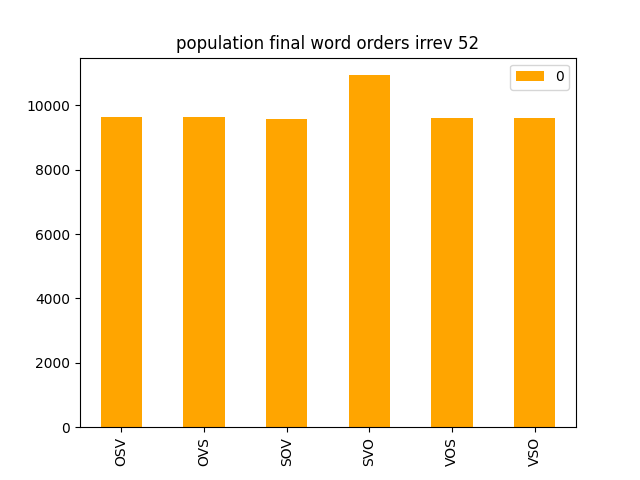 population final word orders irrev 52
0
10000
8000
6000
4000
2000
0
OSV
OVS
SOV
SVO
VOS
VSO